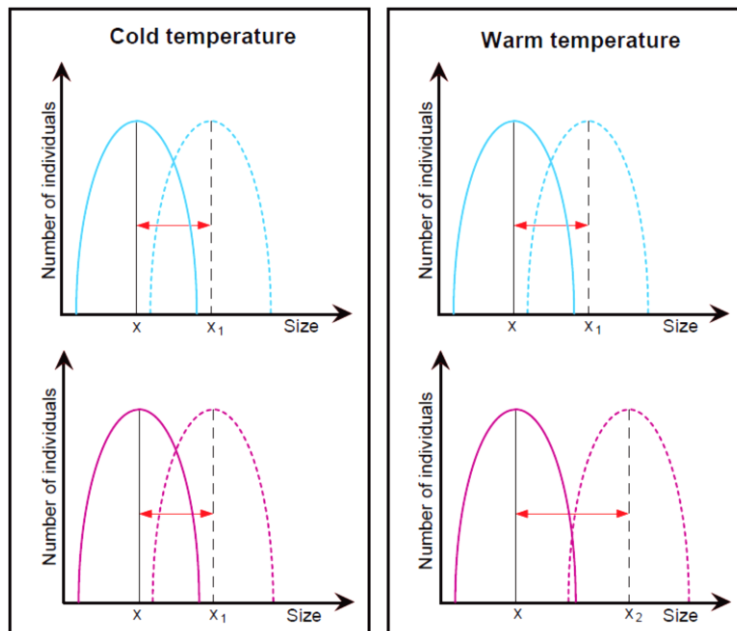 Cold temperature
Number of individuals
x
x₁
Size
Number of individuals
x
x₁
Size
Warm temperature
Number of individuals
x
x₁
Size
Number of individuals
x
x₂
Size